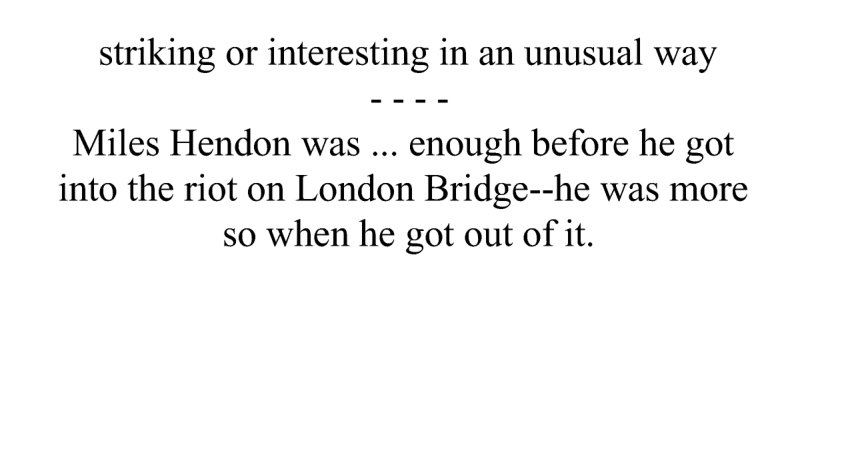 striking or interesting in an unusual way
- - - -
Miles Hendon was ... enough before he got
into the riot on London Bridge--he was more
so when he got out of it.